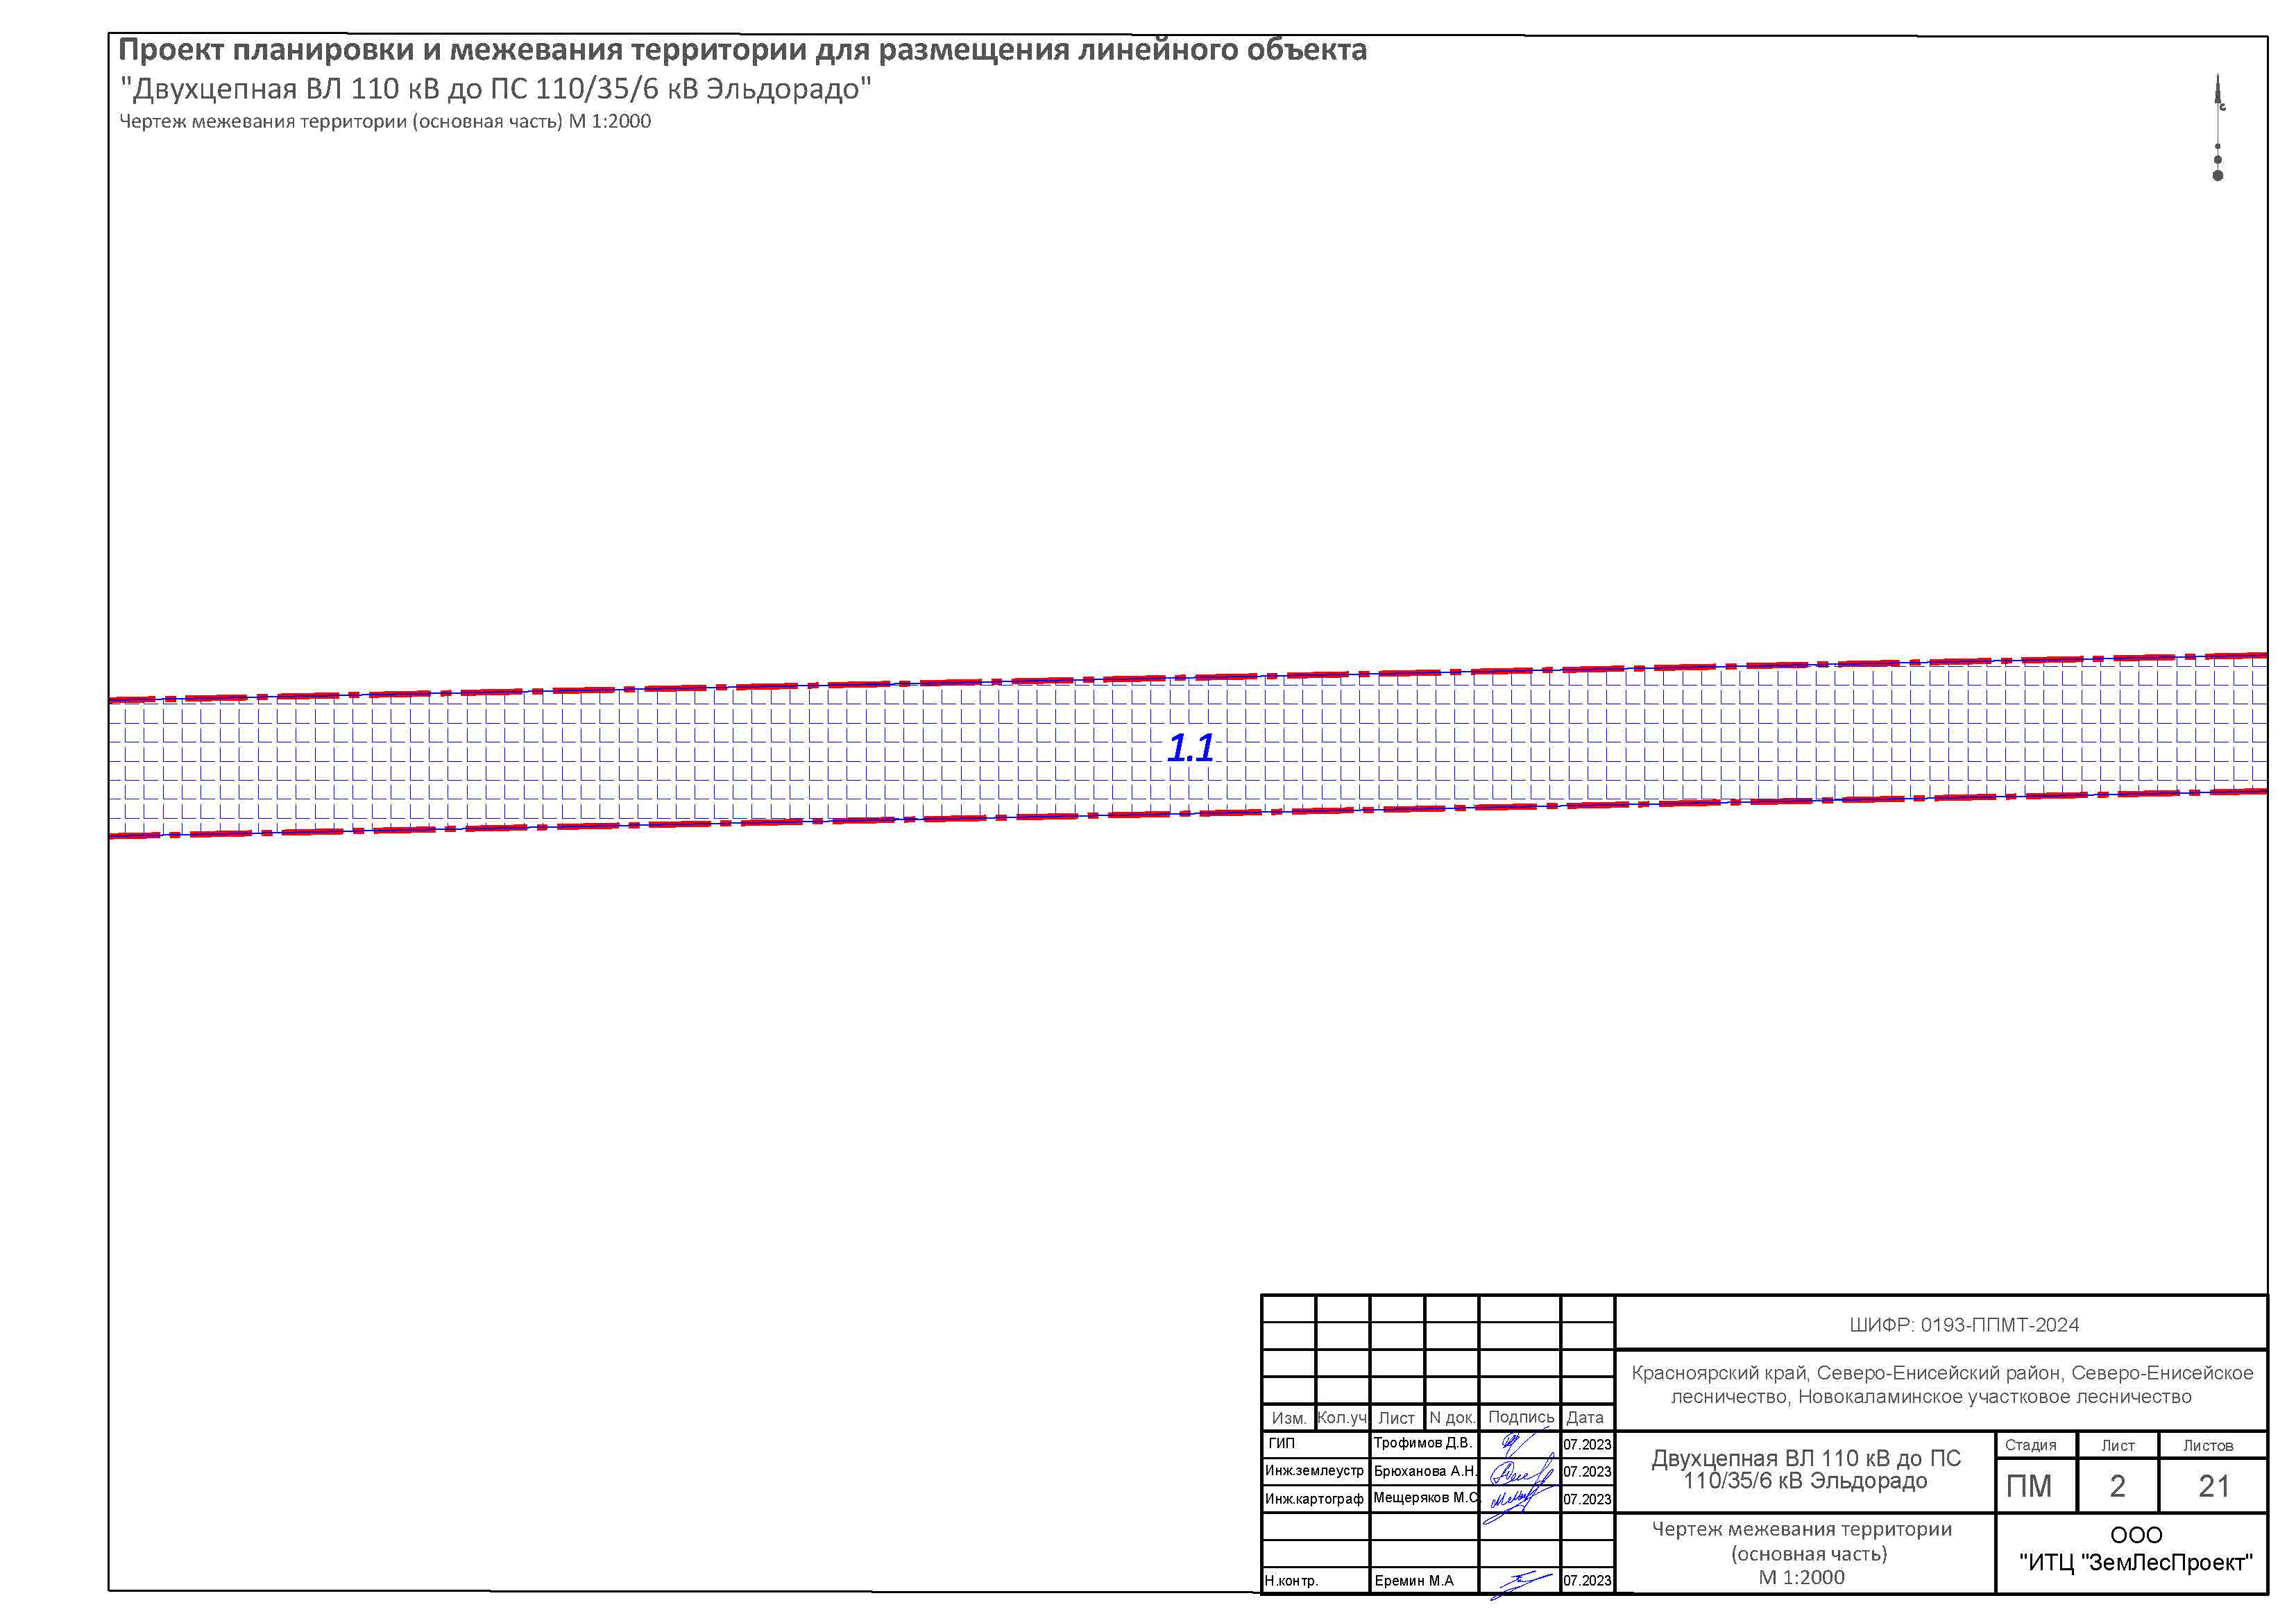 Проект планировки и межевания территории для размещения линейного объекта
"Двухцепная ВЛ 110 кВ до ПС 110/35/6 кВ Эльдорадо"
Чертеж межевания территории (основная часть) М 1:2000
С
1.1
ШИФР: 0193-ППМТ-2024
Красноярский край, Северо-Енисейский район, Северо-Енисейское
лесничество, Новокаламинское участковое лесничество
Изм. Кол.уч Лист N док. Подпись Дата
ГИП Трофимов Д.В. 07.2023
Инж.землеустр Брюханова А.Н. 07.2023
Инж.картограф Мещеряков М.С. 07.2023
Н.контр. Еремин М.А 07.2023
Двухцепная ВЛ 110 кВ до ПС
110/35/6 кВ Эльдорадо
Стадия Лист Листов
ПМ 2 21
Чертеж межевания территории
(основная часть)
М 1:2000
ООО
"ИТЦ "ЗемЛесПроект"